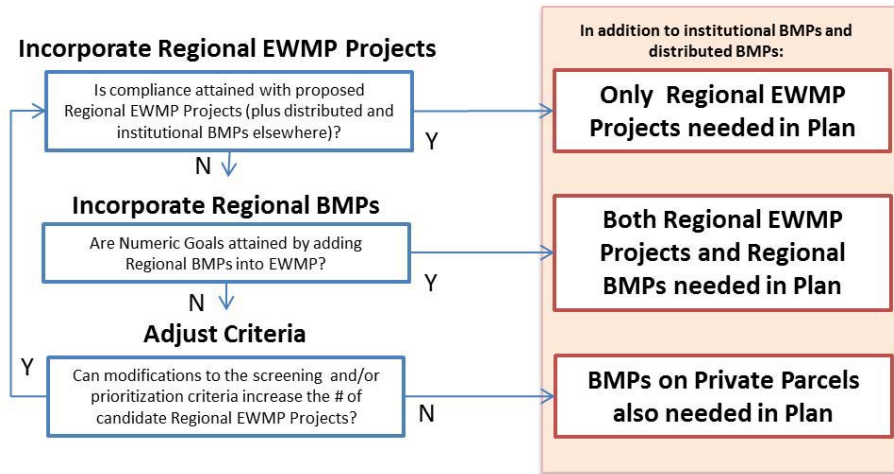 Incorporate Regional EWMP Projects
Is compliance attained with proposed
Regional EWMP Projects (plus distributed and
institutional BMPs elsewhere)?
Y
N
Incorporate Regional BMPs
Are Numeric Goals attained by adding
Regional BMPs into EWMP?
Y
N
Adjust Criteria
Y
Can modifications to the screening and/or
prioritization criteria increase the # of
candidate Regional EWMP Projects?
N
In addition to institutional BMPs and
distributed BMPs:
Only Regional EWMP
Projects needed in Plan
Both Regional EWMP
Projects and Regional
BMPs needed in Plan
BMPs on Private Parcels
also needed in Plan